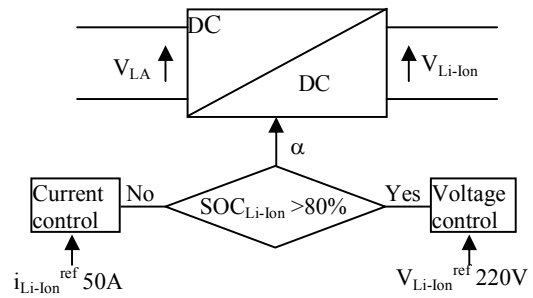 DC
V_LA
V_Li-Ion
DC
α
Current control
No
SOC_Li-Ion >80%
Yes
Voltage control
i_Li-Ion^ref 50A
V_Li-Ion^ref 220V